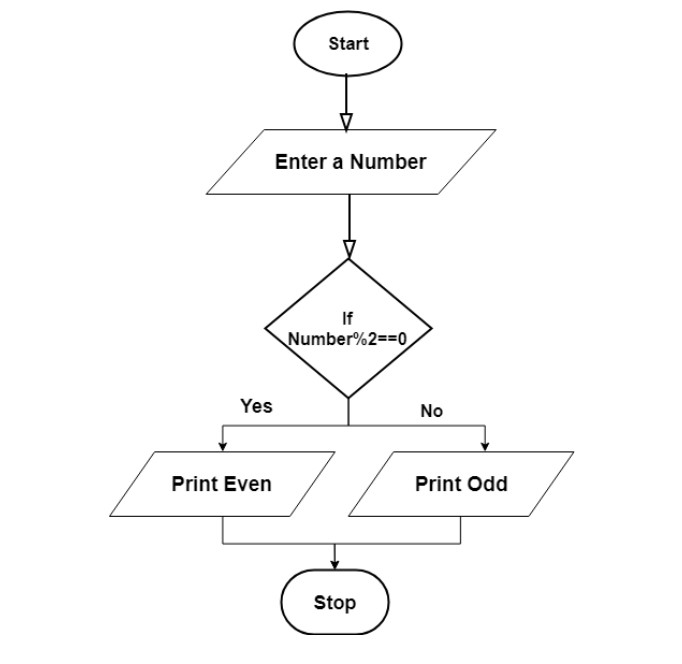 Start
Enter a Number
If
Number%2==0
Yes
No
Print Even
Print Odd
Stop